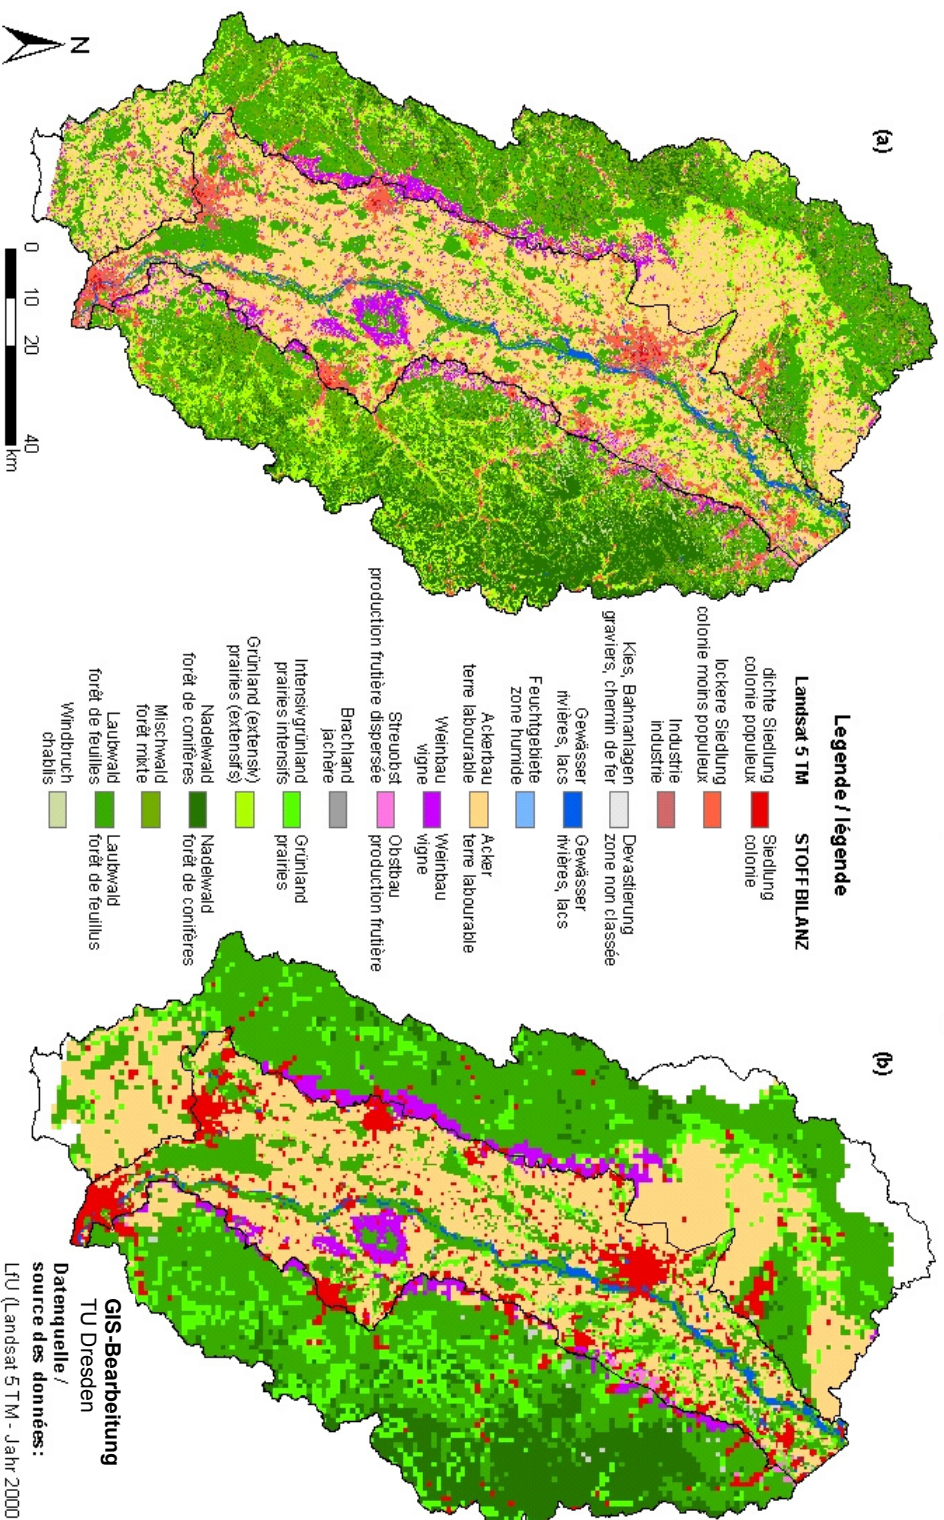 (a)
N
0 10 20 40
km
Legende / légende
Landsat 5 TM STOFFBILANZ
dichte Siedlung
colonie populeux
Siedlung
colonie
lockere Siedlung
colonie moins populeux
Industrie
industrie
Kies, Bahnanlagen
graviers, chemin de fer
Devastierung
zone non classée
Gewässer
rivières, lacs
Gewässer
rivières, lacs
Feuchtgebiete
zone humide
Ackerbau
terre labourable
Acker
terre labourable
Weinbau
vigne
Weinbau
vigne
Streuobst
production frutière dispersée
Obstbau
production frutière
Brachland
jachère
Intensivgrünland
prairies intensifs
Grünland
prairies
Grünland (extensiv)
prairies (extensifs)
Nadelwald
forêt de conifères
Nadelwald
forêt de conifères
Mischwald
forêt mixte
Laubwald
forêt de feuilles
Laubwald
forêt de feuillus
Windbruch
chablis
(b)
GIS-Bearbeitung
TU Dresden
Datenquelle /
source des données:
LfU (Landsat 5 TM - Jahr 2000